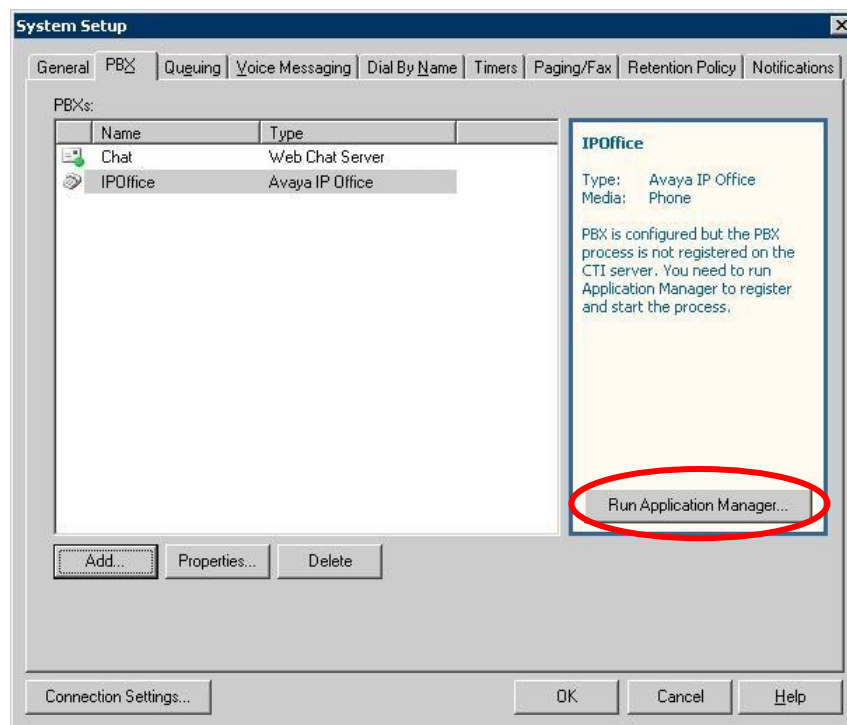 System Setup
General PBX Queuing Voice Messaging Dial By Name Timers Paging/Fax Retention Policy Notifications
PBXs:
Name Type
Chat Web Chat Server
IPOffice Avaya IP Office
IPOffice
Type: Avaya IP Office
Media: Phone
PBX is configured but the PBX
process is not registered on the
CTI server. You need to run
Application Manager to register
and start the process.
Run Application Manager...
Add... Properties... Delete
Connection Settings... OK Cancel Help